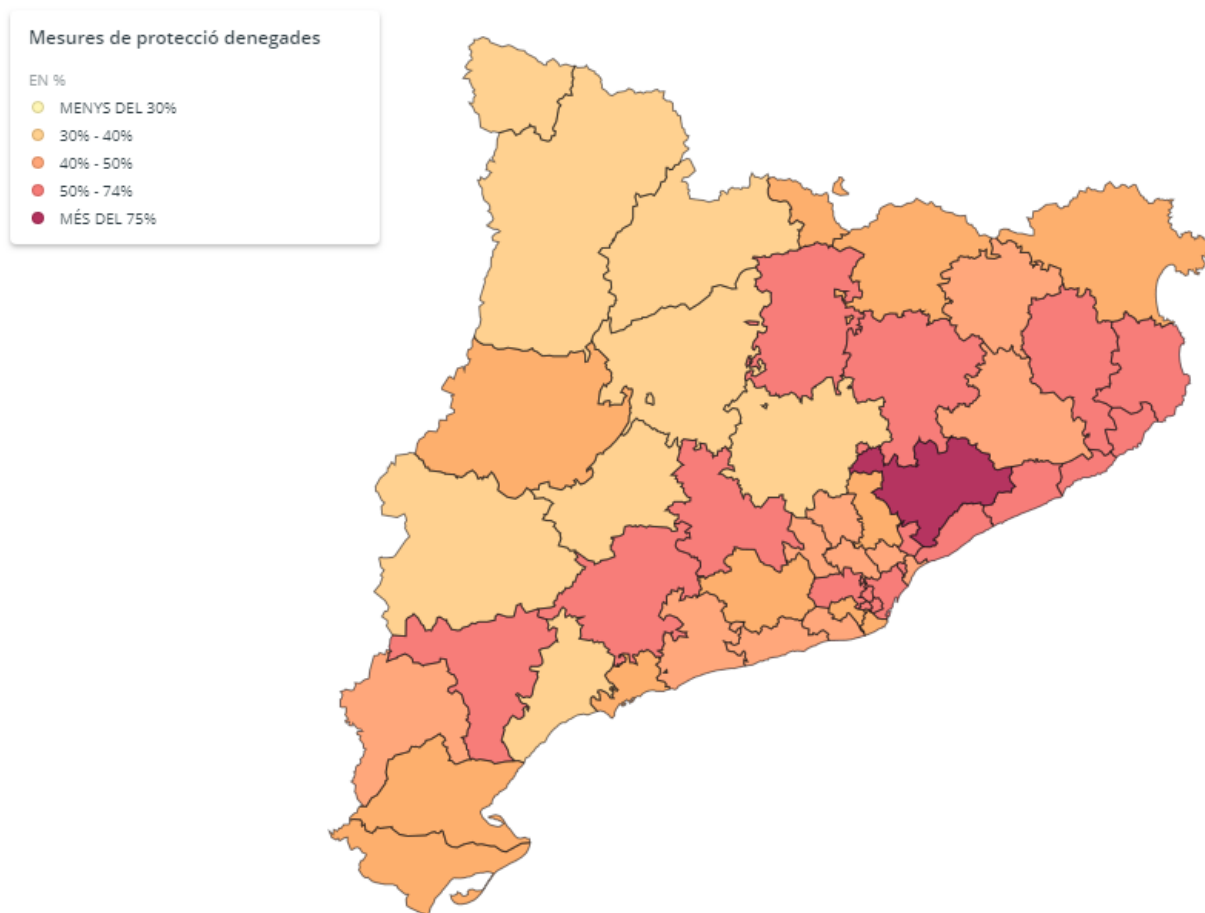 Mesures de protecció denegades
EN %
MENYS DEL 30%
30% - 40%
40% - 50%
50% - 74%
MÉS DEL 75%